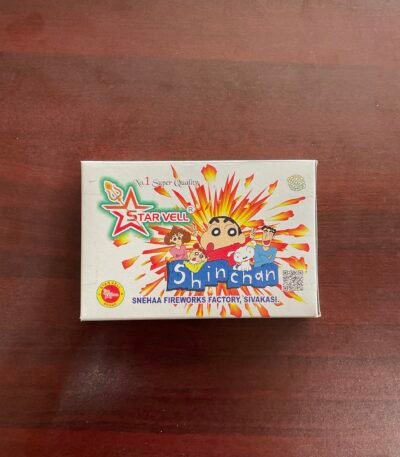 No.1 Super Quality
STAR VELL®
Shinchan
SNEHAA FIREWORKS FACTORY, SIVAKASI.